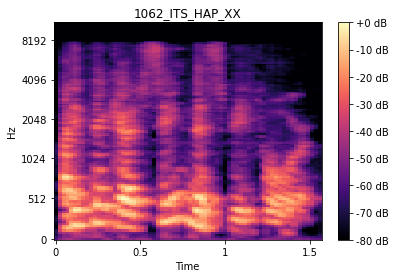 1062_ITS_HAP_XX
+0 dB
8192
-10 dB
4096
-20 dB
-30 dB
2048
Hz
-40 dB
1024
-50 dB
512
-60 dB
-70 dB
0
-80 dB
0
0.5
1
1.5
Time